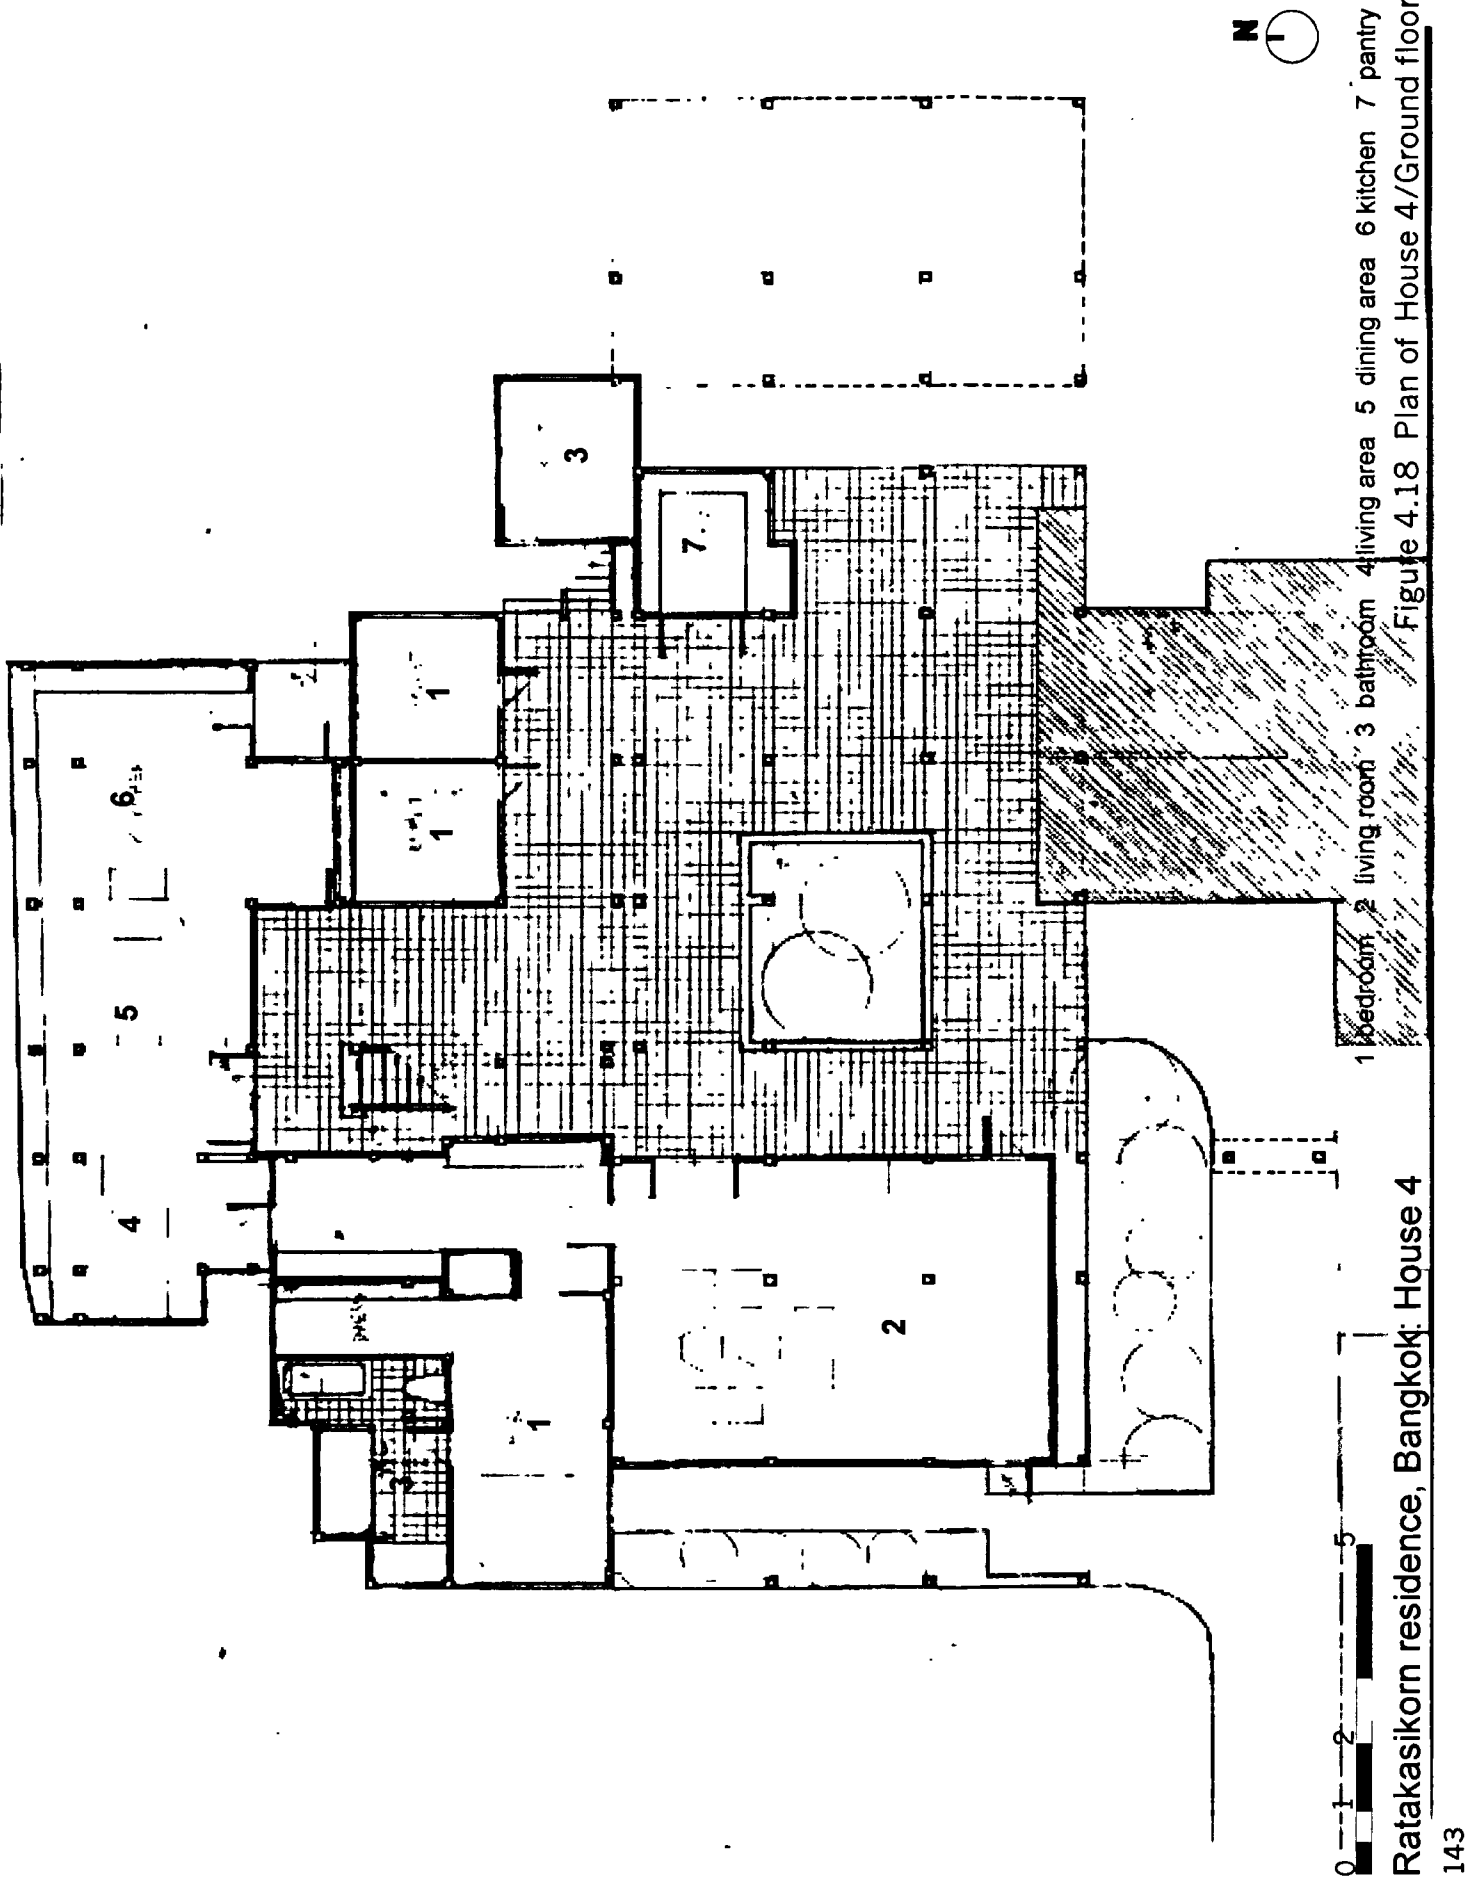 N
6
5
4
1
1
3
7
3
1
2
0 1 2 5
1 bedroom 2 living room 3 bathroom 4 living area 5 dining area 6 kitchen 7 pantry
Ratakasikorn residence, Bangkok: House 4
Figure 4.18 Plan of House 4/Ground floor
143